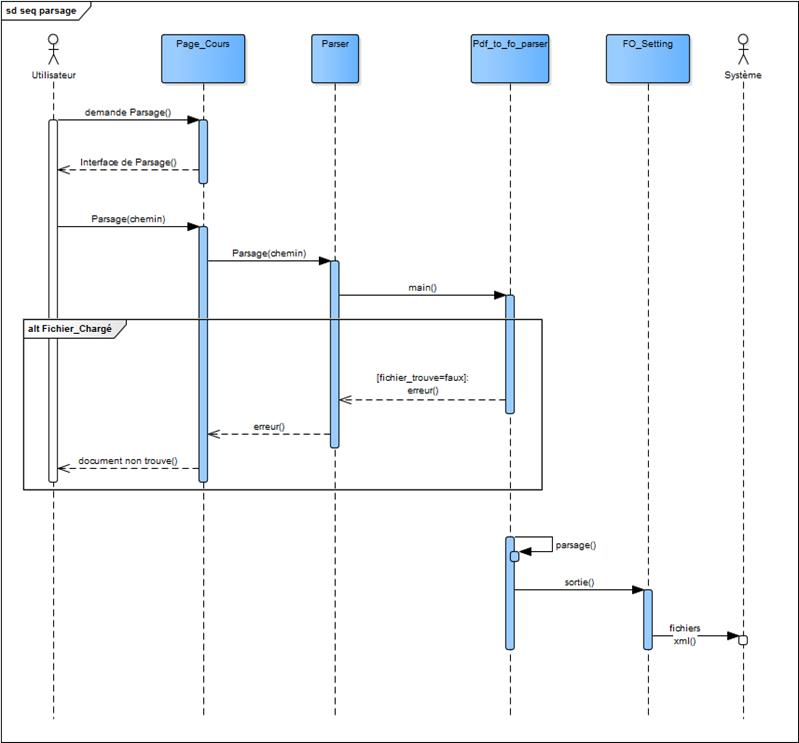 sd seq parsage
Page_Cours
Parser
Pdf_to_fo_parser
FO_Setting
Utilisateur
Système
demande Parsage()
Interface de Parsage()
Parsage(chemin)
Parsage(chemin)
main()
alt Fichier_Chargé
[fichier_trouve=faux]:
erreur()
erreur()
document non trouve()
parsage()
sortie()
fichiers
xml()